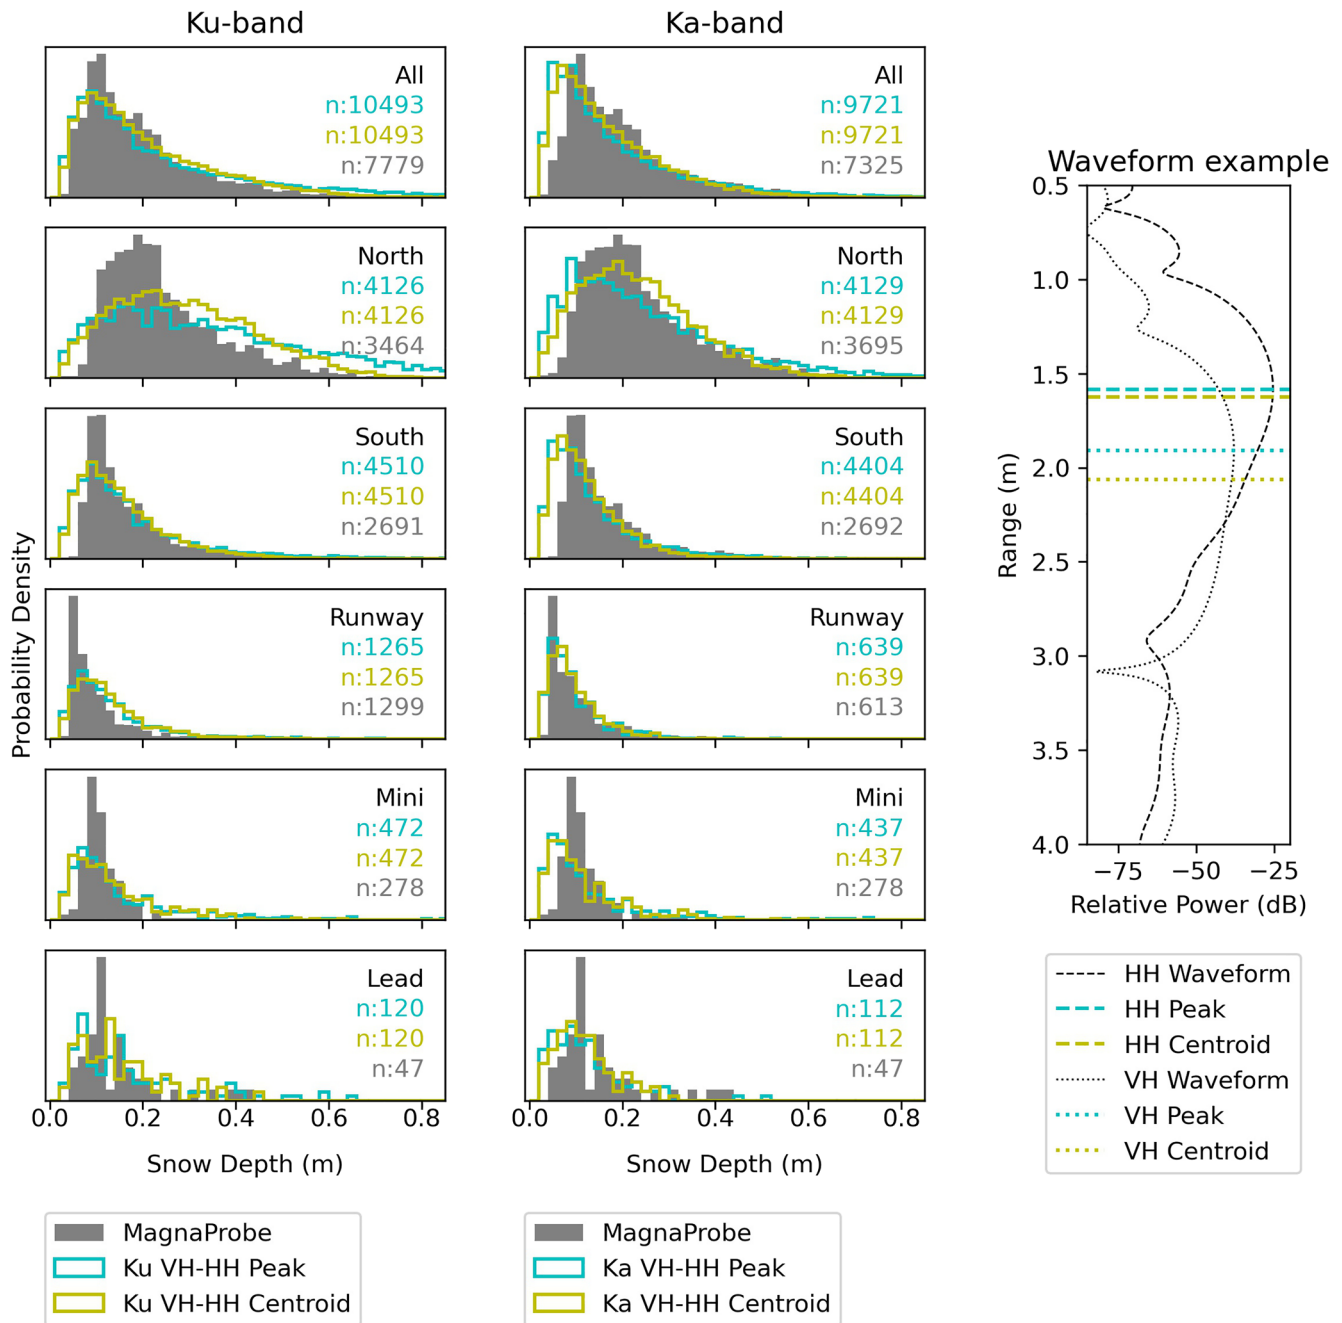 Ku-band
All
n:10493
n:10493
n:7779
North
n:4126
n:4126
n:3464
South
n:4510
n:4510
n:2691
Runway
n:1265
n:1265
n:1299
Mini
n:472
n:472
n:278
Lead
n:120
n:120
n:47
0.0 0.2 0.4 0.6 0.8
Snow Depth (m)
Probability Density
MagnaProbe
Ku VH-HH Peak
Ku VH-HH Centroid
Ka-band
All
n:9721
n:9721
n:7325
North
n:4129
n:4129
n:3695
South
n:4404
n:4404
n:2692
Runway
n:639
n:639
n:613
Mini
n:437
n:437
n:278
Lead
n:112
n:112
n:47
0.0 0.2 0.4 0.6 0.8
Snow Depth (m)
MagnaProbe
Ka VH-HH Peak
Ka VH-HH Centroid
Waveform example
0.5
1.0
1.5
2.0
2.5
3.0
3.5
4.0
Range (m)
−75 −50 −25
Relative Power (dB)
HH Waveform
HH Peak
HH Centroid
VH Waveform
VH Peak
VH Centroid